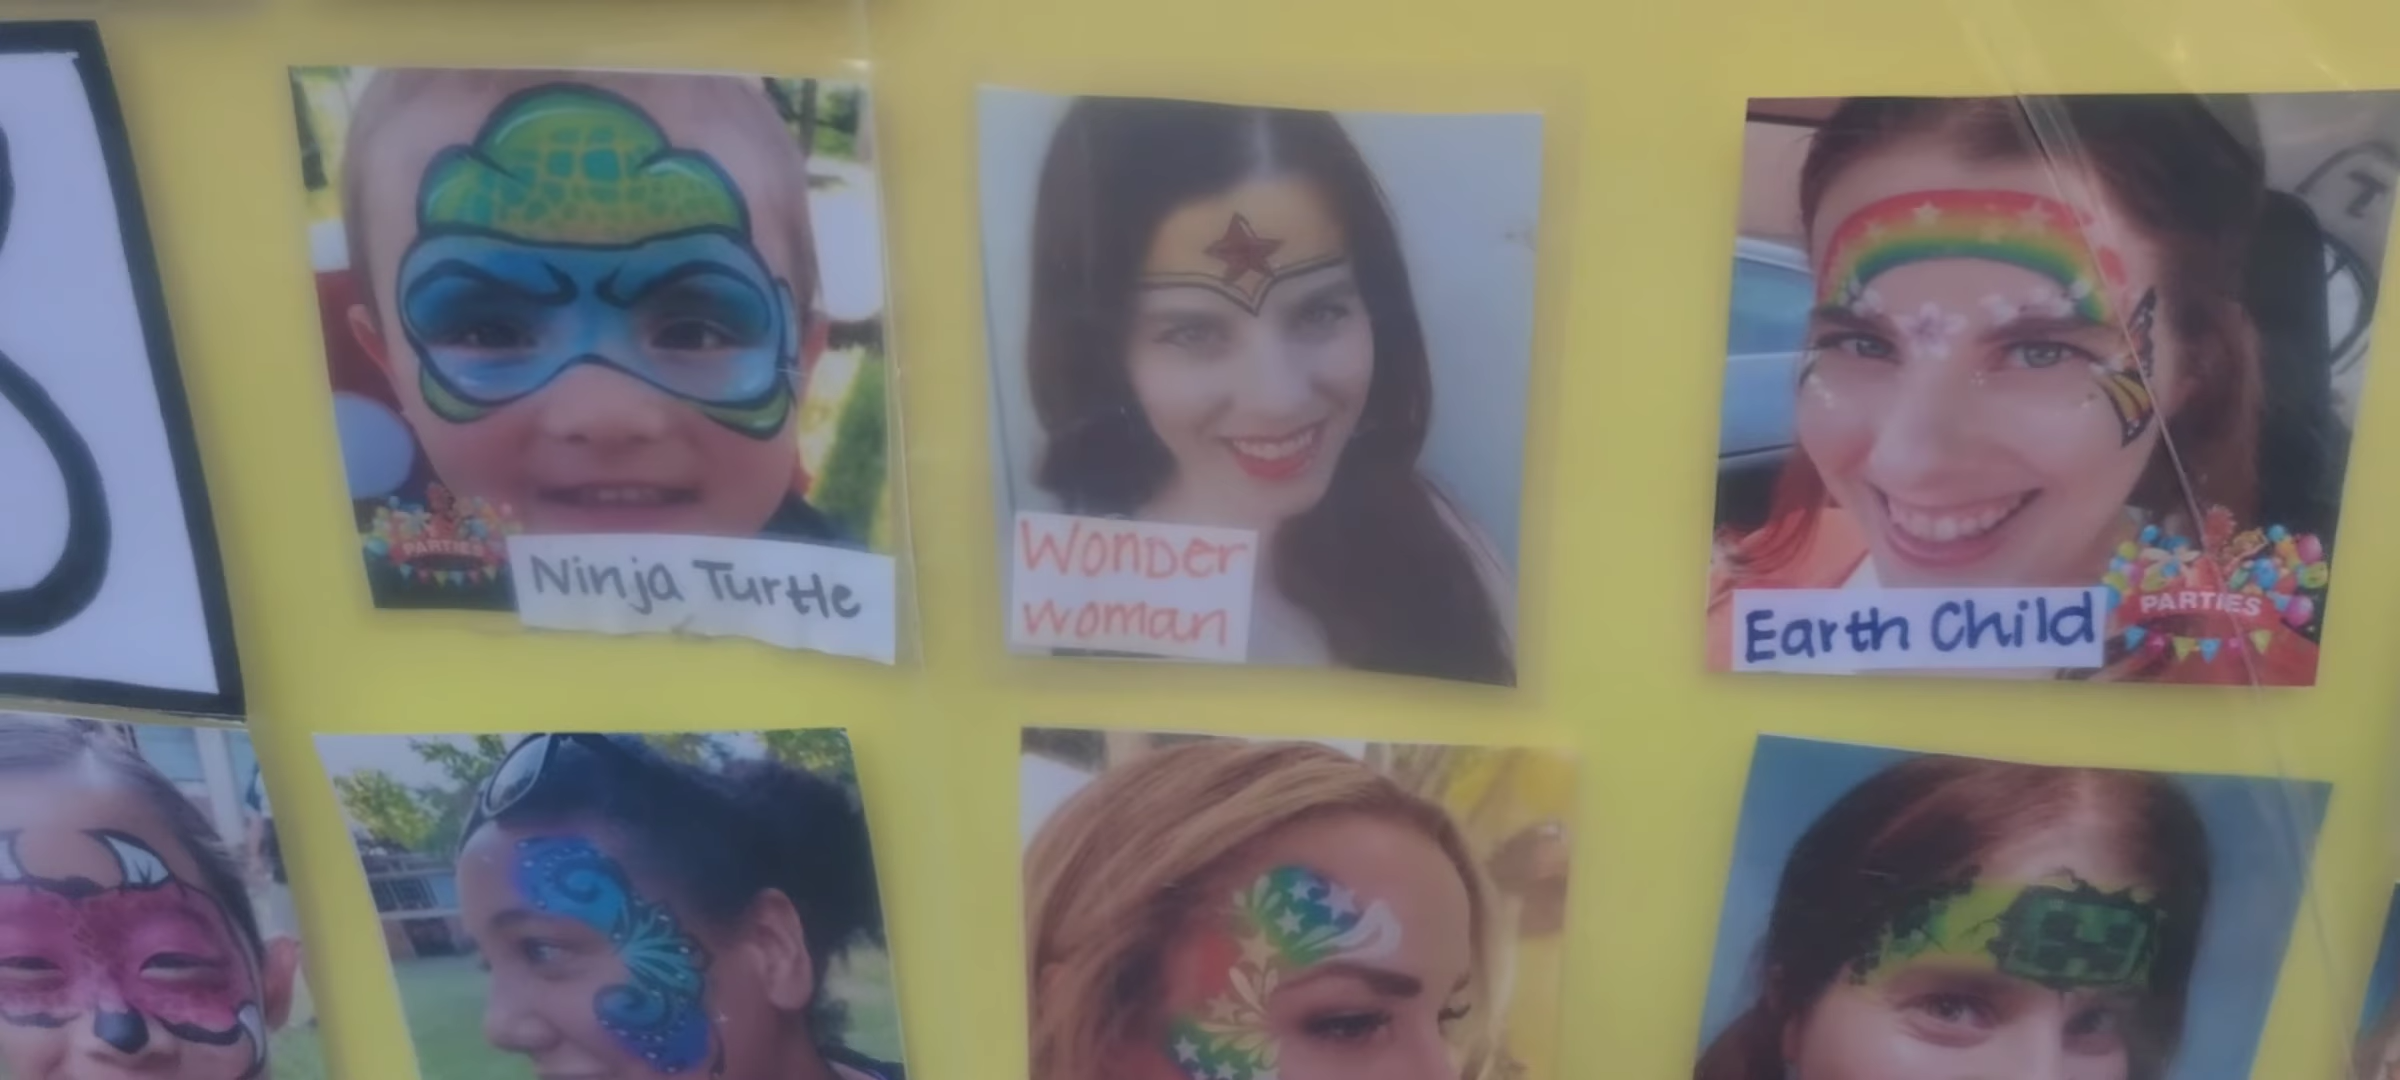 PARTIES
Ninja Turtle
Wonder
woman
Earth Child
PARTIES